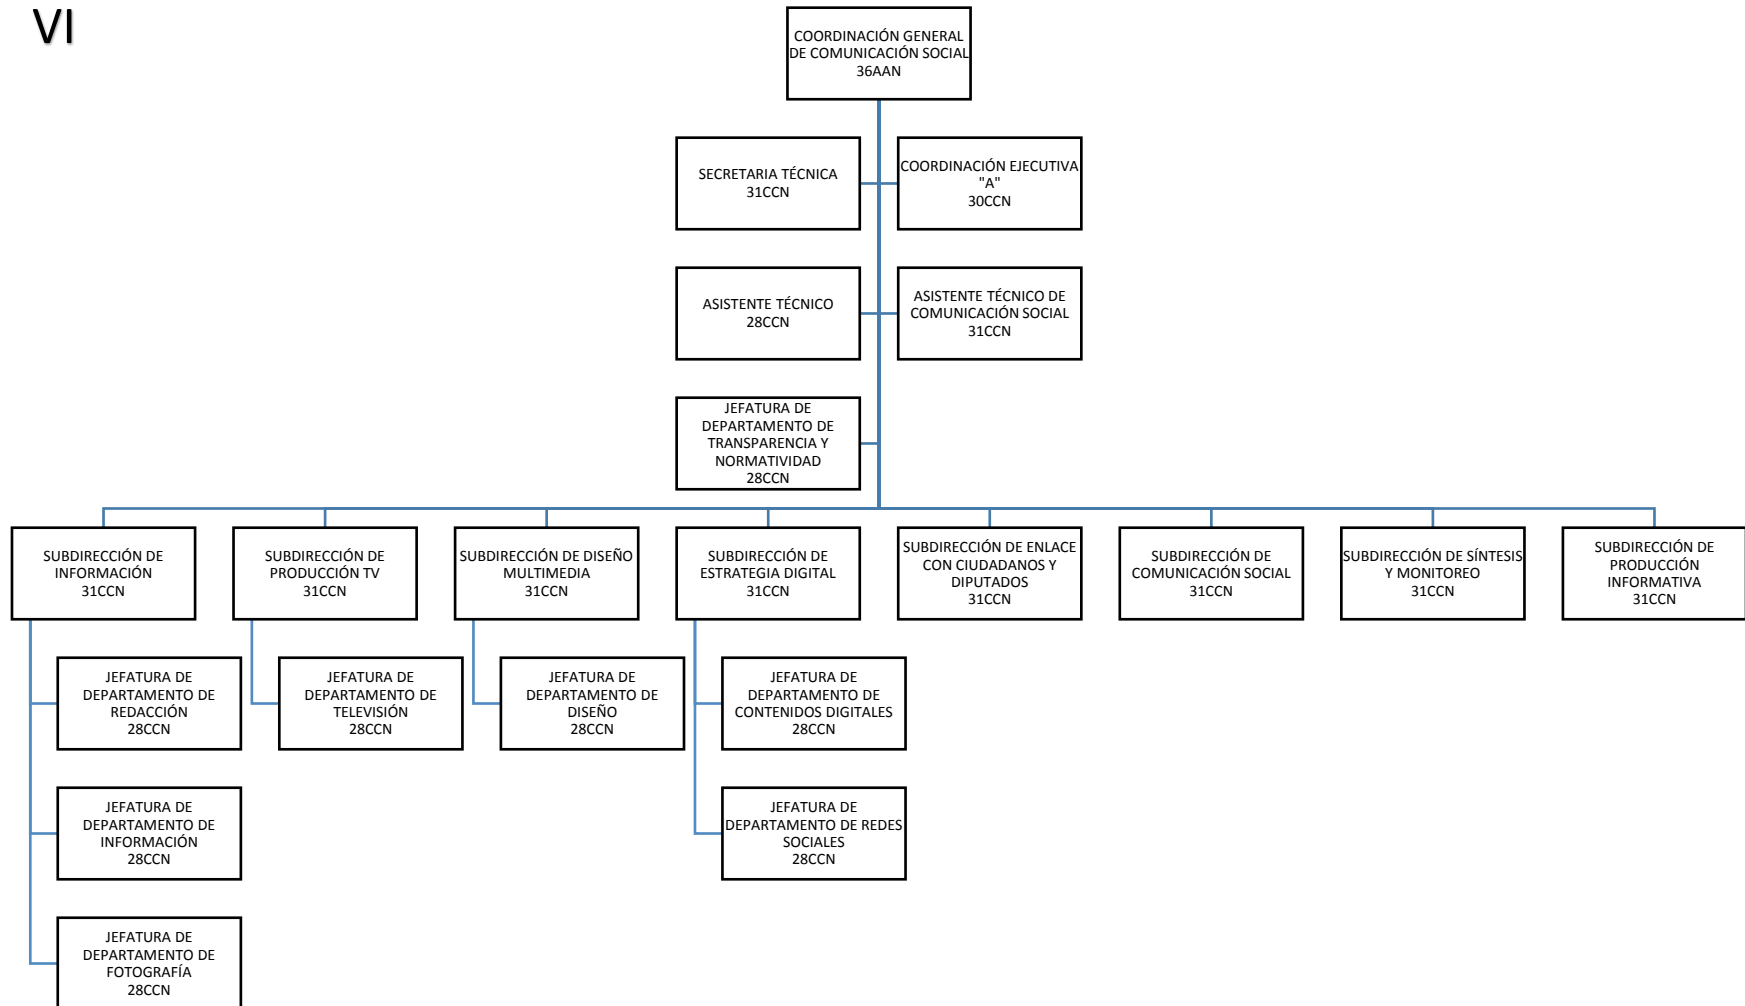 VI
COORDINACIÓN GENERAL
DE COMUNICACIÓN SOCIAL
36AAN
SECRETARIA TÉCNICA
31CCN
COORDINACIÓN EJECUTIVA
"A"
30CCN
ASISTENTE TÉCNICO
28CCN
ASISTENTE TÉCNICO DE
COMUNICACIÓN SOCIAL
31CCN
JEFATURA DE
DEPARTAMENTO DE
TRANSPARENCIA Y
NORMATIVIDAD
28CCN
SUBDIRECCIÓN DE
INFORMACIÓN
31CCN
SUBDIRECCIÓN DE
PRODUCCIÓN TV
31CCN
SUBDIRECCIÓN DE DISEÑO
MULTIMEDIA
31CCN
SUBDIRECCIÓN DE
ESTRATEGIA DIGITAL
31CCN
SUBDIRECCIÓN DE ENLACE
CON CIUDADANOS Y
DIPUTADOS
31CCN
SUBDIRECCIÓN DE
COMUNICACIÓN SOCIAL
31CCN
SUBDIRECCIÓN DE SÍNTESIS
Y MONITOREO
31CCN
SUBDIRECCIÓN DE
PRODUCCIÓN
INFORMATIVA
31CCN
JEFATURA DE
DEPARTAMENTO DE
REDACCIÓN
28CCN
JEFATURA DE
DEPARTAMENTO DE
TELEVISIÓN
28CCN
JEFATURA DE
DEPARTAMENTO DE
DISEÑO
28CCN
JEFATURA DE
DEPARTAMENTO DE
CONTENIDOS DIGITALES
28CCN
JEFATURA DE
DEPARTAMENTO DE
INFORMACIÓN
28CCN
JEFATURA DE
DEPARTAMENTO DE REDES
SOCIALES
28CCN
JEFATURA DE
DEPARTAMENTO DE
FOTOGRAFÍA
28CCN